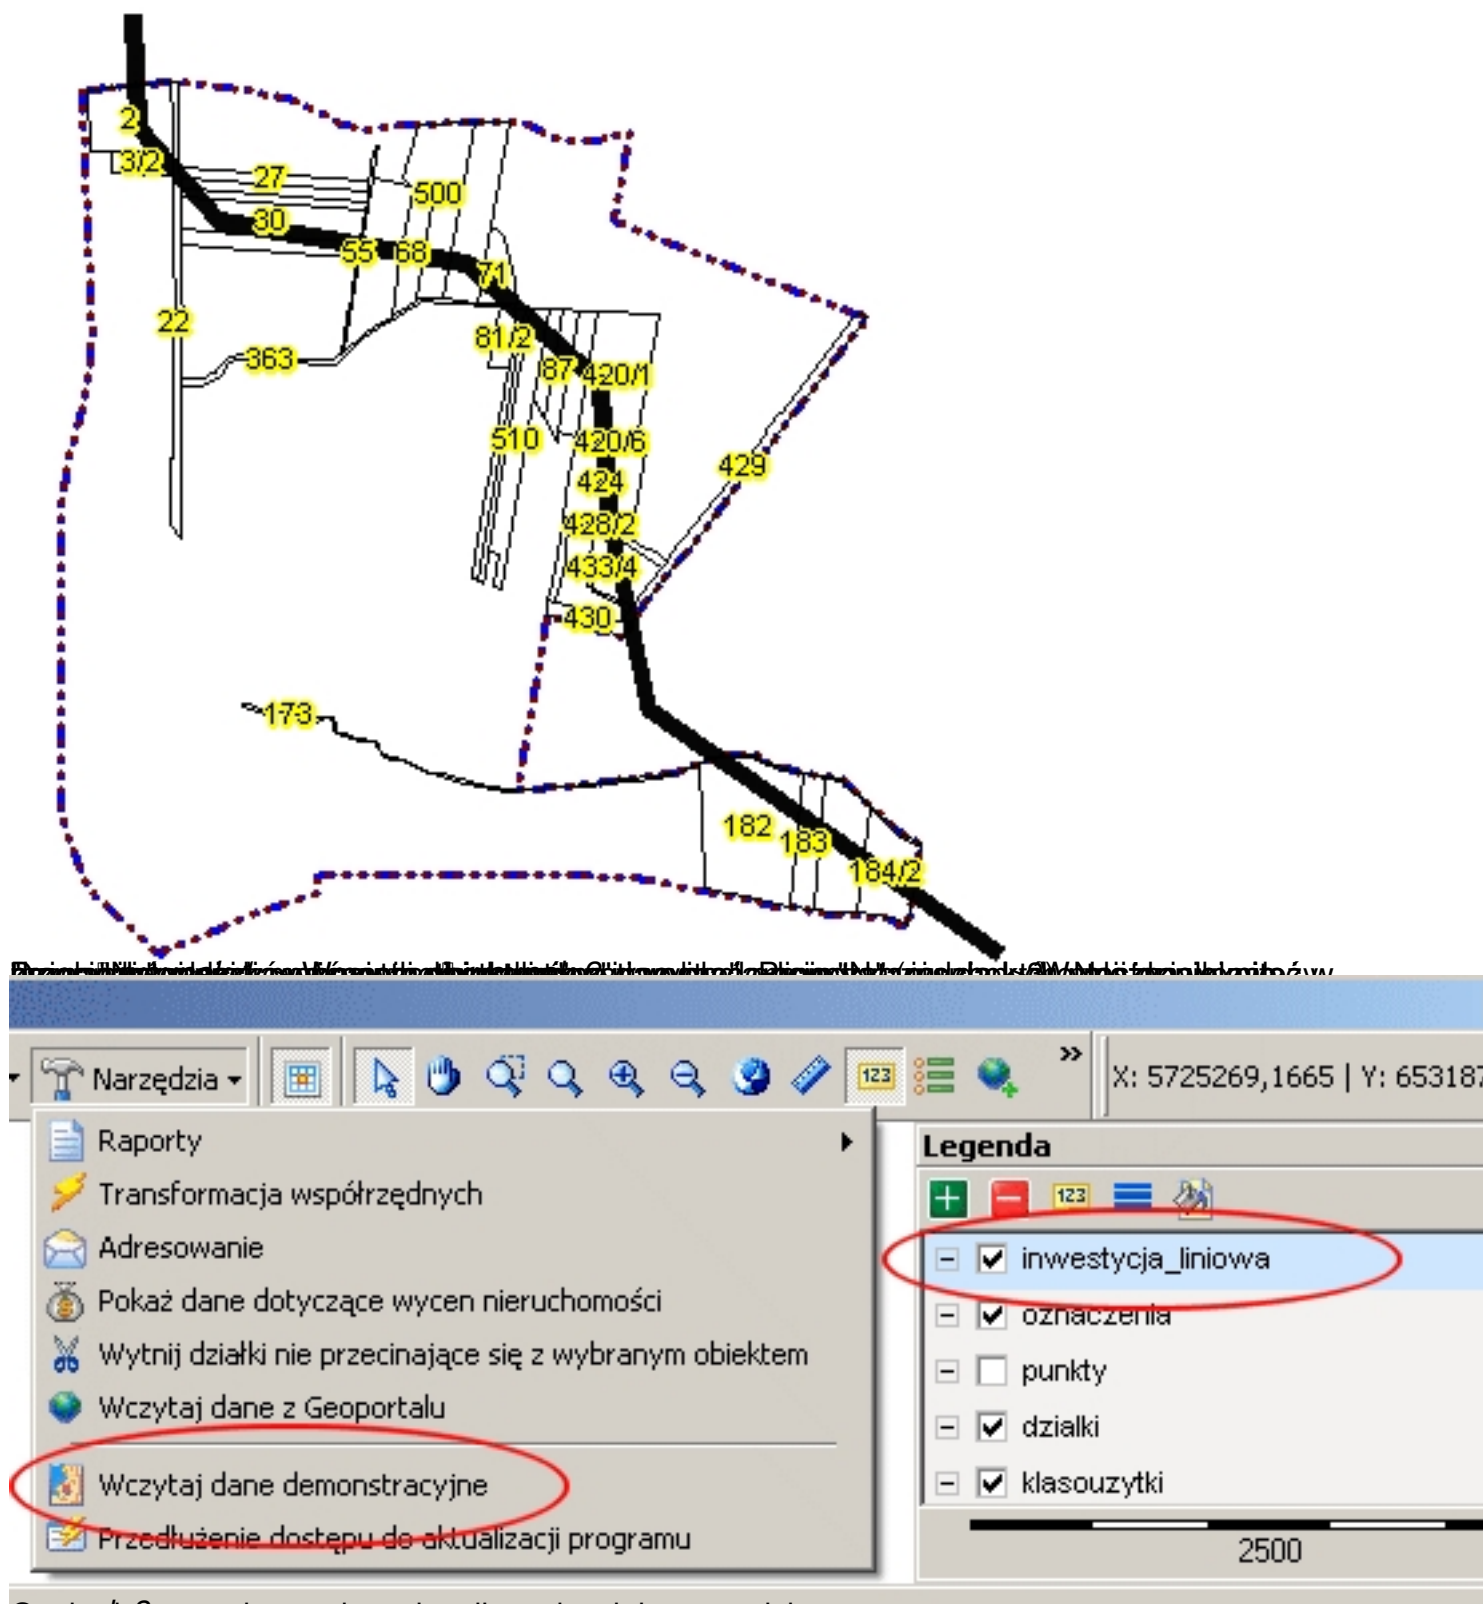 2
3/2
27
500
30
55
68
71
22
81/2
363
87
420/1
510
420/6
429
424
428/2
433/4
430
173
182
183
184/2
Narzędzia
123
»
X: 5725269,1665 | Y: 653187
Raporty
Transformacja współrzędnych
Adresowanie
Pokaż dane dotyczące wycen nieruchomości
Wytnij działki nie przecinające się z wybranym obiektem
Wczytaj dane z Geoportalu
Wczytaj dane demonstracyjne
Przedłużenie dostępu do aktualizacji programu
Legenda
123
inwestycja_liniowa
oznaczenia
punkty
dzialki
klasouzytki
2500